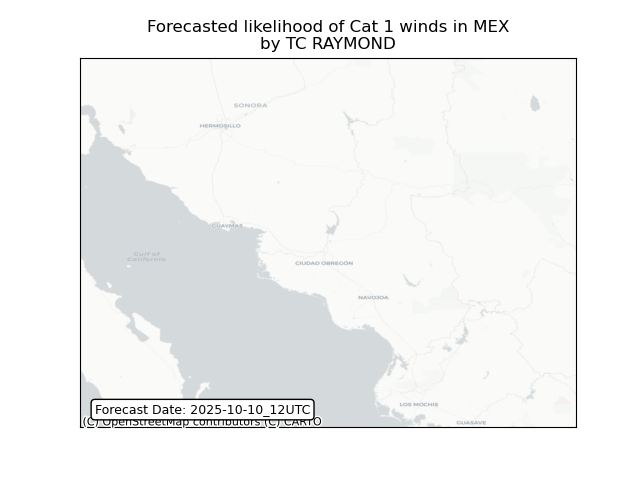 Forecasted likelihood of Cat 1 winds in MEX
by TC RAYMOND
SONORA
HERMOSILLO
GUAYMAS
Gulf of
California
CIUDAD OBREGÓN
NAVOJOA
LOS MOCHIS
GUASAVE
Forecast Date: 2025-10-10_12UTC
(C) OpenStreetMap contributors (C) CARTO